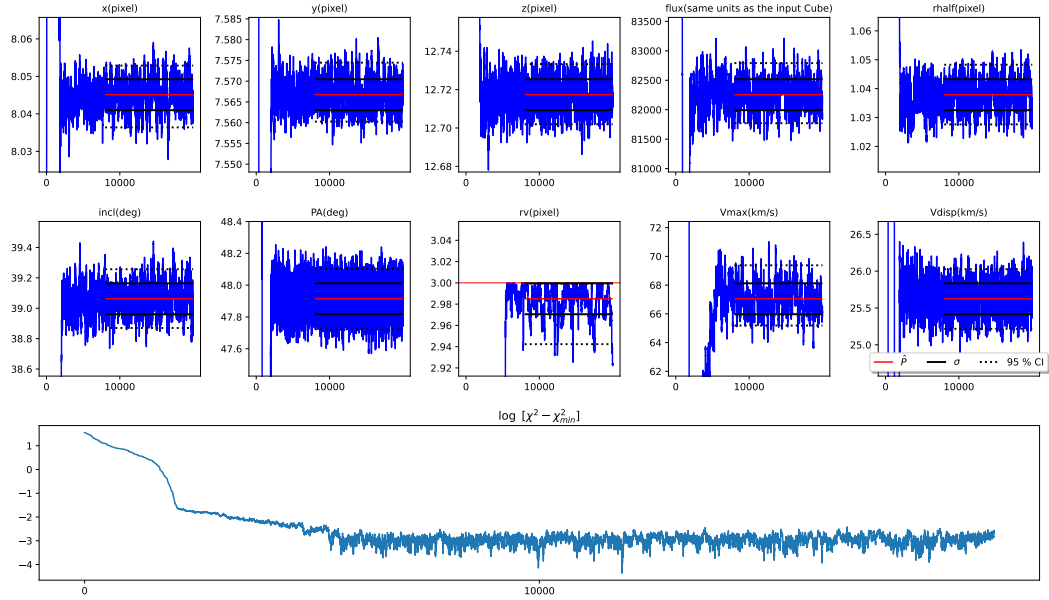 x(pixel) y(pixel) z(pixel) flux(same units as the input Cube) rhalf(pixel)
8.06 7.585 12.74 83500 1.06
8.05 7.580 12.72 83000 1.05
8.04 7.575 12.70 82500 1.04
8.03 7.570 12.68 82000 1.03
7.565 81500 1.02
7.560 81000
7.555
7.550
0 10000 0 10000 0 10000 0 10000 0 10000
incl(deg) PA(deg) rv(pixel) Vmax(km/s) Vdisp(km/s)
39.4 48.4 3.04 72 26.5
39.2 48.2 3.02 70 26.0
39.0 48.0 3.00 68 25.5
38.8 47.8 2.98 66 25.0
38.6 47.6 2.96 64
2.94 62
2.92
P̂ σ 95 % CI
0 10000 0 10000 0 10000 0 10000 0 10000
log [χ² − χ²min]
1
0
−1
−2
−3
−4
0 10000